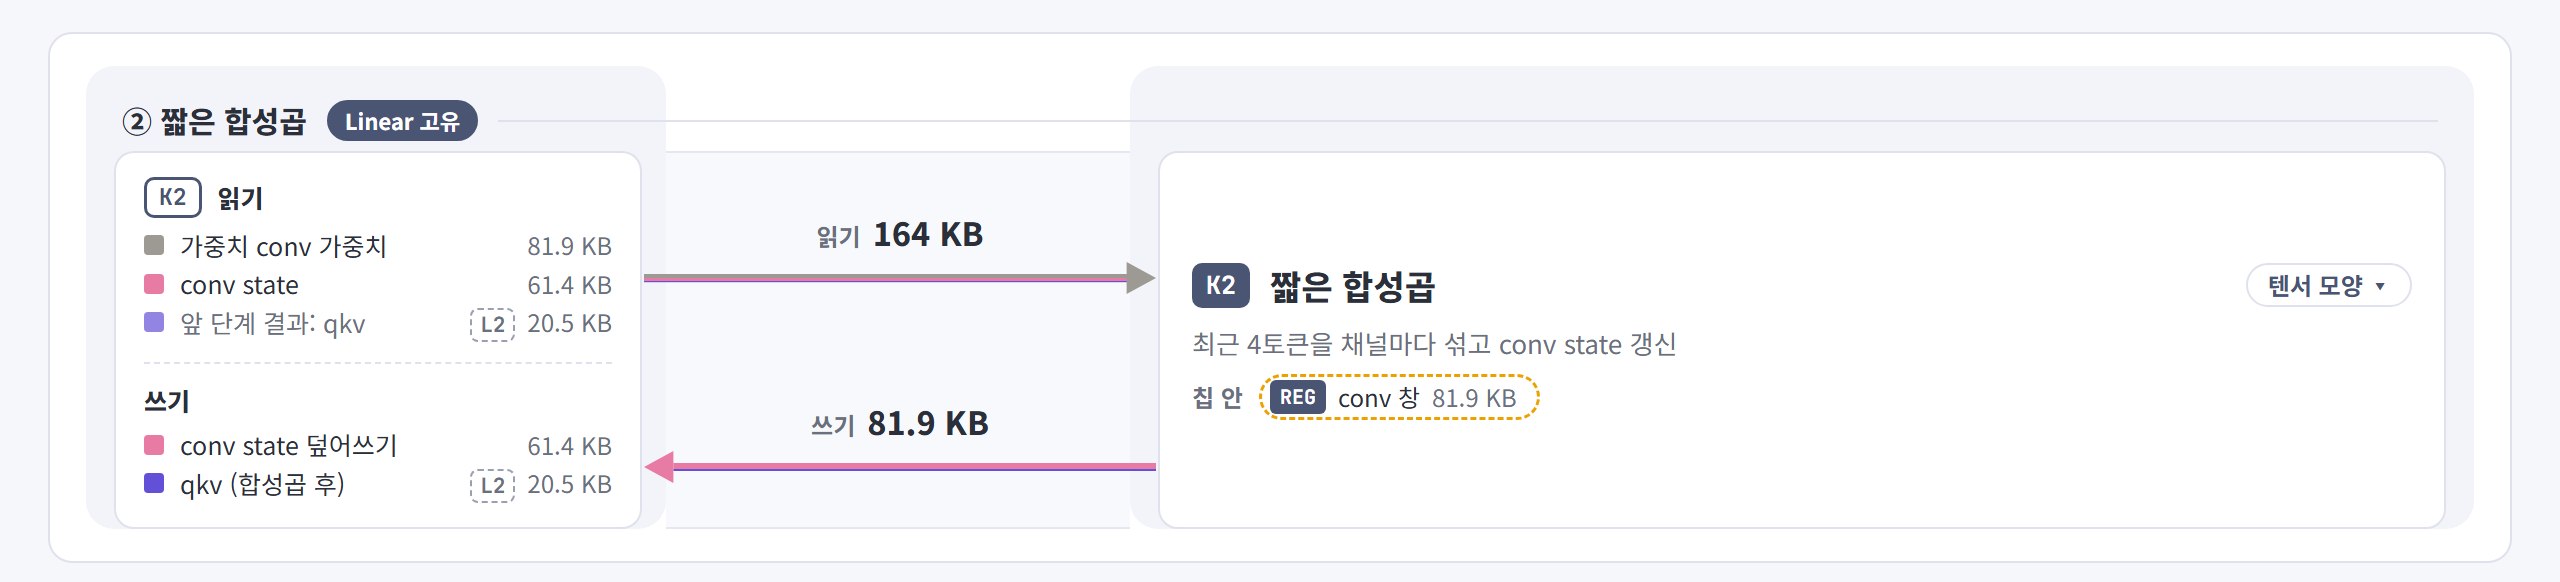 ② 짧은 합성곱 Linear 고유
K2 읽기
가중치 conv 가중치 81.9 KB
conv state 61.4 KB
앞 단계 결과: qkv L2 20.5 KB
쓰기
conv state 덮어쓰기 61.4 KB
qkv (합성곱 후) L2 20.5 KB
읽기 164 KB
쓰기 81.9 KB
K2 짧은 합성곱
텐서 모양 ▾
최근 4토큰을 채널마다 섞고 conv state 갱신
칩 안 REG conv 창 81.9 KB